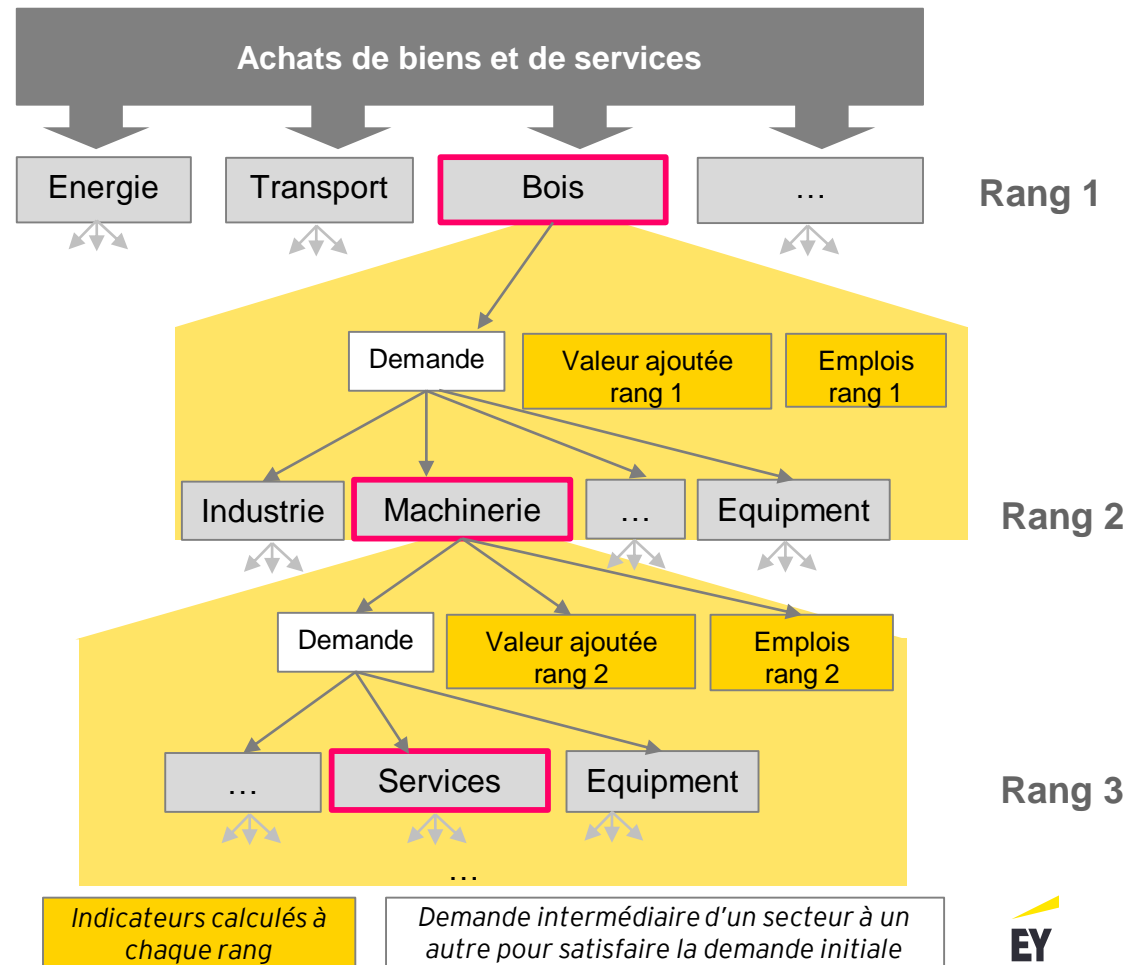 Achats de biens et de services
Energie
Transport
Bois
…
Rang 1
Demande
Valeur ajoutée
rang 1
Emplois
rang 1
Industrie
Machinerie
…
Equipment
Rang 2
Demande
Valeur ajoutée
rang 2
Emplois
rang 2
…
Services
Equipment
Rang 3
…
Indicateurs calculés à
chaque rang
Demande intermédiaire d'un secteur à un
autre pour satisfaire la demande initiale
EY